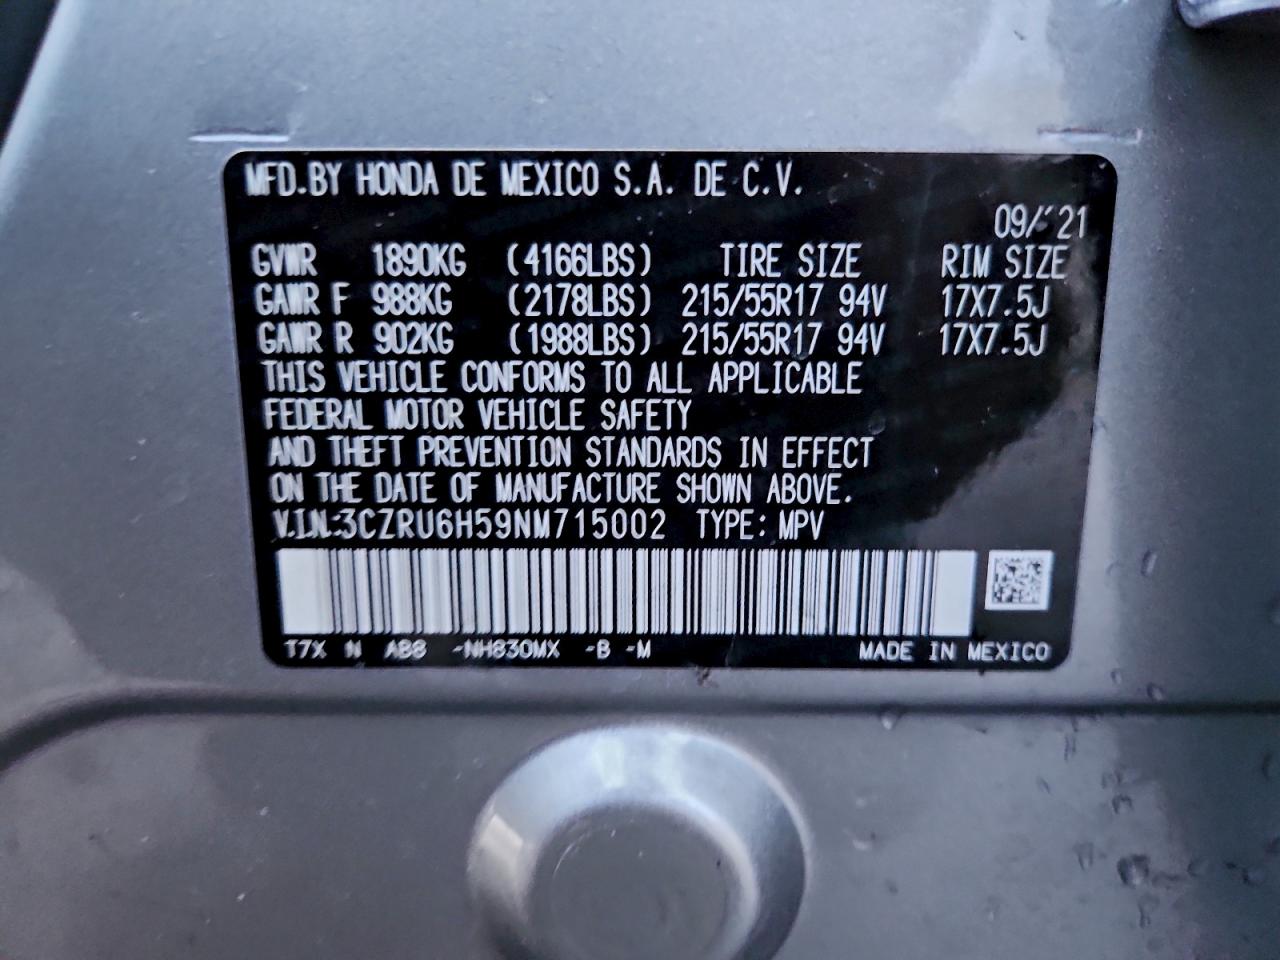 MFD.BY HONDA DE MEXICO S.A. DE C.V.
09/ '21
GVWR 1890KG (4166LBS) TIRE SIZE RIM SIZE
GAWR F 988KG (2178LBS) 215/55R17 94V 17X7.5J
GAWR R 902KG (1988LBS) 215/55R17 94V 17X7.5J
THIS VEHICLE CONFORMS TO ALL APPLICABLE
FEDERAL MOTOR VEHICLE SAFETY
AND THEFT PREVENTION STANDARDS IN EFFECT
ON THE DATE OF MANUFACTURE SHOWN ABOVE.
V.I.N.:3CZRU6H59NM715002 TYPE: MPV
T7X N AB8 -NH830MX -B -M MADE IN MEXICO